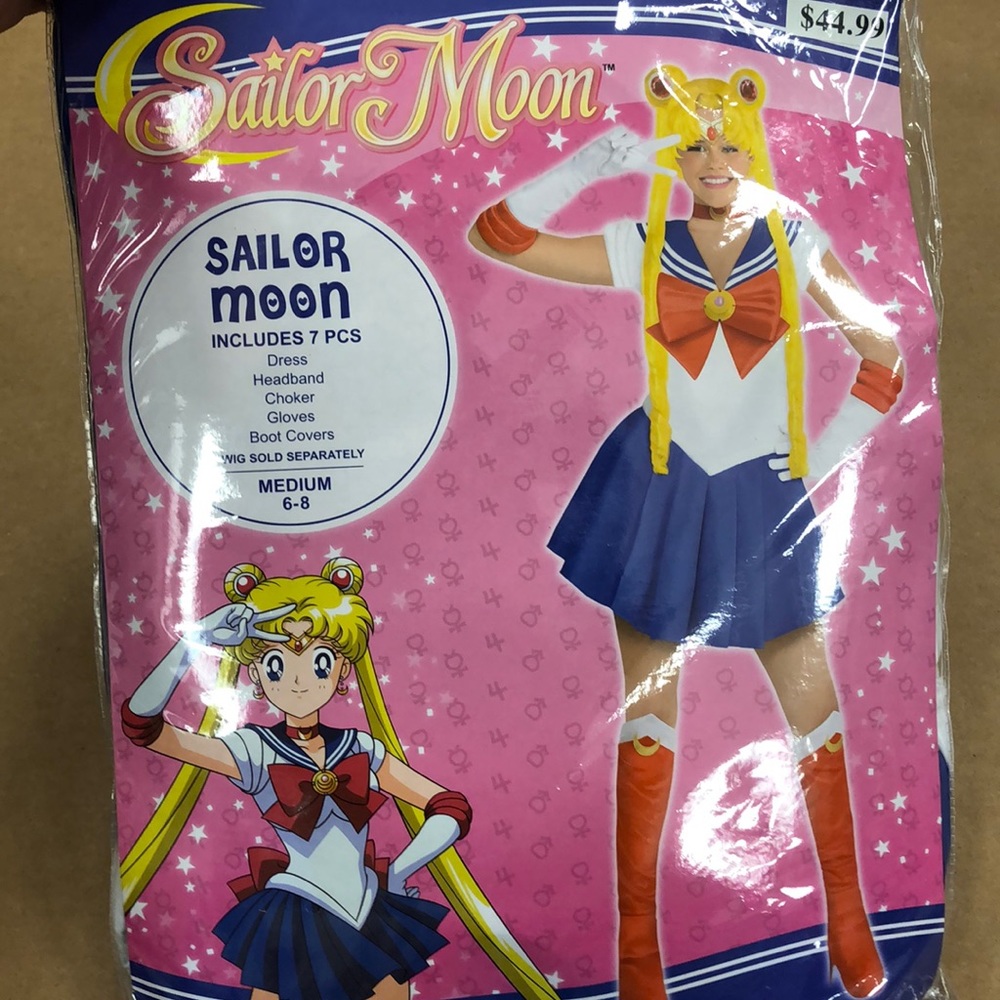 $44.99
Sailor Moon™
SAILOR
moon
INCLUDES 7 PCS
Dress
Headband
Choker
Gloves
Boot Covers
WIG SOLD SEPARATELY
MEDIUM
6-8